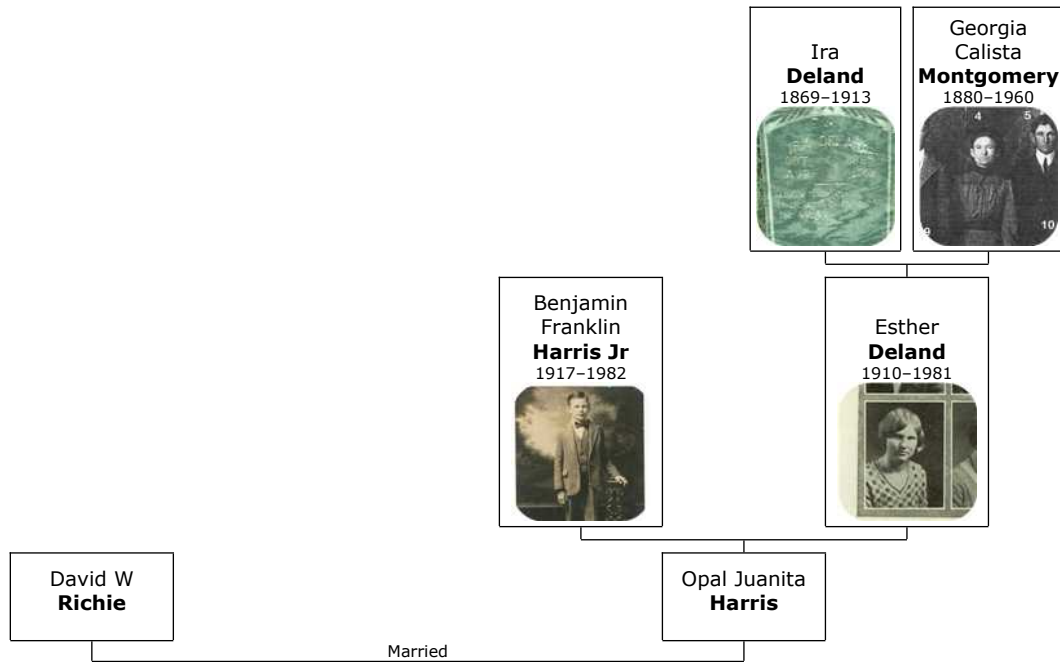 Ira
Deland
1869–1913
Georgia
Calista
Montgomery
1880–1960
4 5
9 10
Benjamin
Franklin
Harris Jr
1917–1982
Esther
Deland
1910–1981
David W
Richie
Opal Juanita
Harris
Married